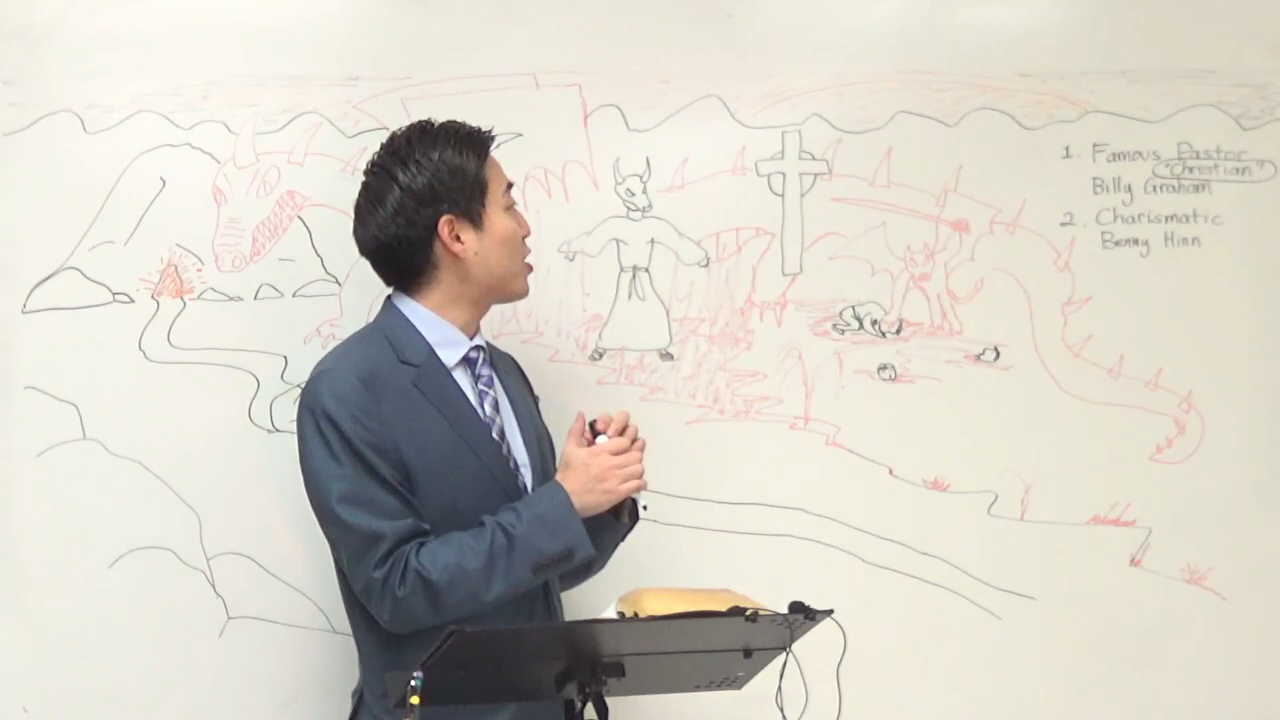 1. Famous Pastor
"Christian"
Billy Graham
2. Charismatic
Benny Hinn